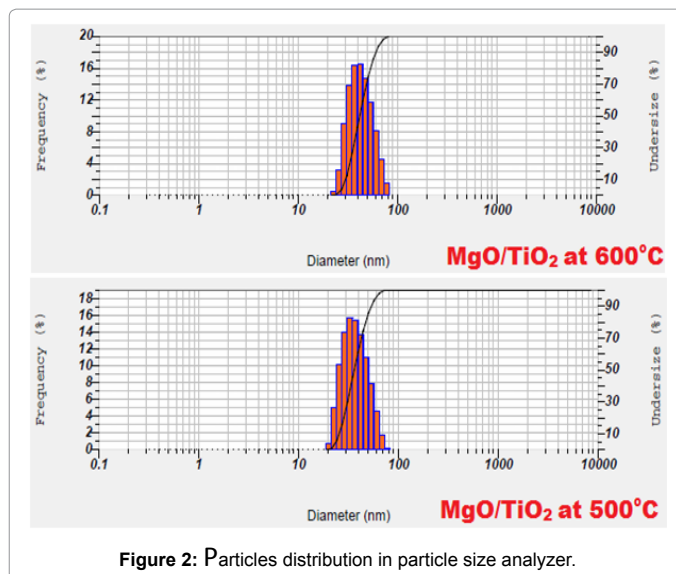 20
16
12
8
4
0
Frequency (%)
90
70
50
30
10
Undersize (%)
0.1 1 10 100 1000 10000
Diameter (nm)
MgO/TiO₂ at 600°C
18
16
14
12
10
8
6
4
2
0
Frequency (%)
90
70
50
30
10
Undersize (%)
0.1 1 10 100 1000 10000
Diameter (nm)
MgO/TiO₂ at 500°C
Figure 2: Particles distribution in particle size analyzer.